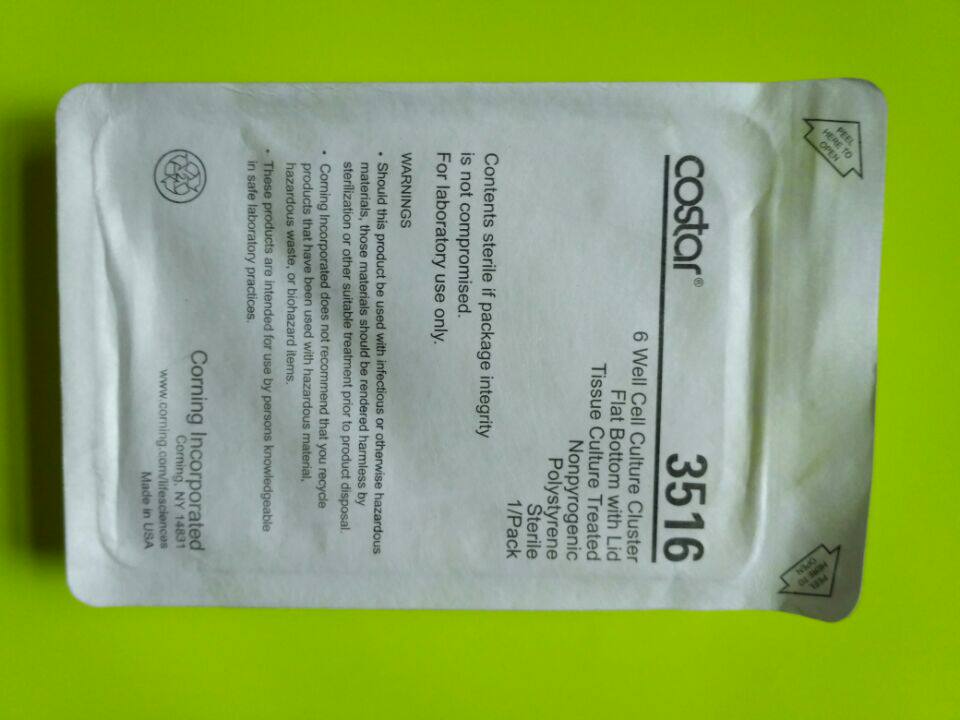 PEEL
HERE TO
OPEN
PEEL
HERE TO
OPEN
costar®
3516
6 Well Cell Culture Cluster
Flat Bottom with Lid
Tissue Culture Treated
Nonpyrogenic
Polystyrene
Sterile
1/Pack
Contents sterile if package integrity
is not compromised.
For laboratory use only.
WARNINGS
• Should this product be used with infectious or otherwise hazardous
materials, those materials should be rendered harmless by
sterilization or other suitable treatment prior to product disposal.
• Corning Incorporated does not recommend that you recycle
products that have been used with hazardous material,
hazardous waste, or biohazard items.
• These products are intended for use by persons knowledgeable
in safe laboratory practices.
2
Corning Incorporated
Corning, NY 14831
www.corning.com/lifesciences
Made in USA